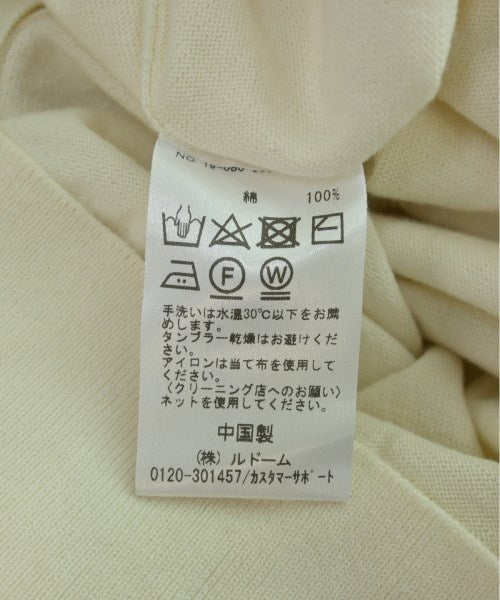 綿 100%
F W
手洗いは水温30℃以下をお薦
めします。
タンブラー乾燥はお避けくださ
い。
アイロンは当て布を使用して
ください。
〈クリーニング店へのお願い〉
ネットを使用してください。
中国製
(株) ルドーム
0120-301457/カスタマーサポート